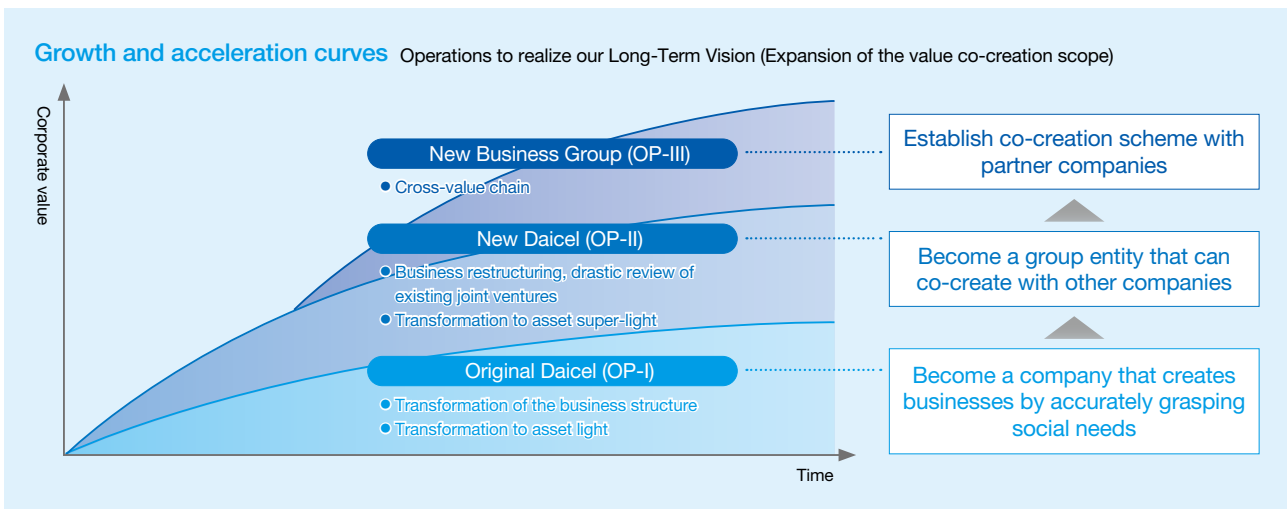 Growth and acceleration curves Operations to realize our Long-Term Vision (Expansion of the value co-creation scope)
Corporate value
New Business Group (OP-III)
● Cross-value chain
New Daicel (OP-II)
● Business restructuring, drastic review of
existing joint ventures
● Transformation to asset super-light
Original Daicel (OP-I)
● Transformation of the business structure
● Transformation to asset light
Time
Establish co-creation scheme with
partner companies
Become a group entity that can
co-create with other companies
Become a company that creates
businesses by accurately grasping
social needs